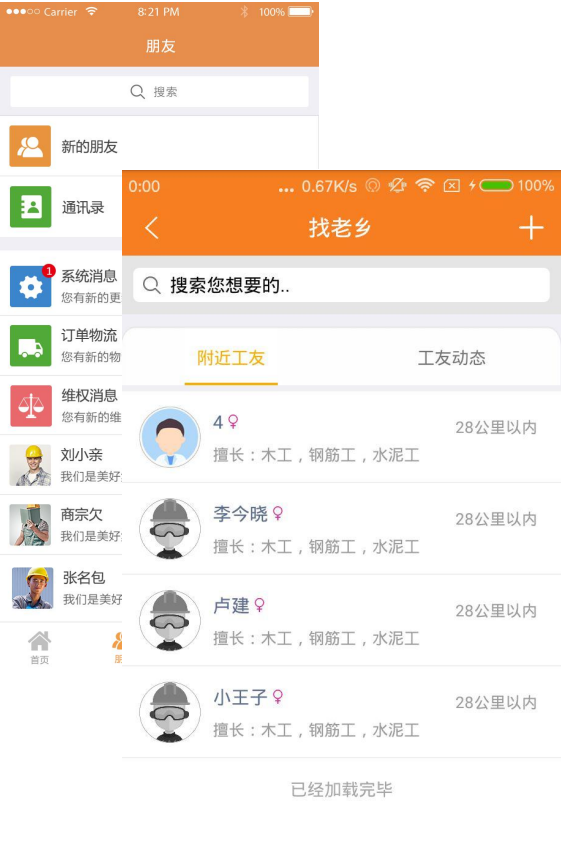 Carrier 8:21 PM 100%
朋友
搜索
新的朋友
通讯录
系统消息
1
您有新的更
订单物流
您有新的物
维权消息
您有新的维
刘小亲
我们是美好
商宗欠
我们是美好
张名包
我们是美好
首页
0:00 ... 0.67K/s 100%
找老乡
搜索您想要的..
附近工友 工友动态
4♀ 28公里以内
擅长：木工，钢筋工，水泥工
李今晓♀ 28公里以内
擅长：木工，钢筋工，水泥工
卢建♀ 28公里以内
擅长：木工，钢筋工，水泥工
小王子♀ 28公里以内
擅长：木工，钢筋工，水泥工
已经加载完毕